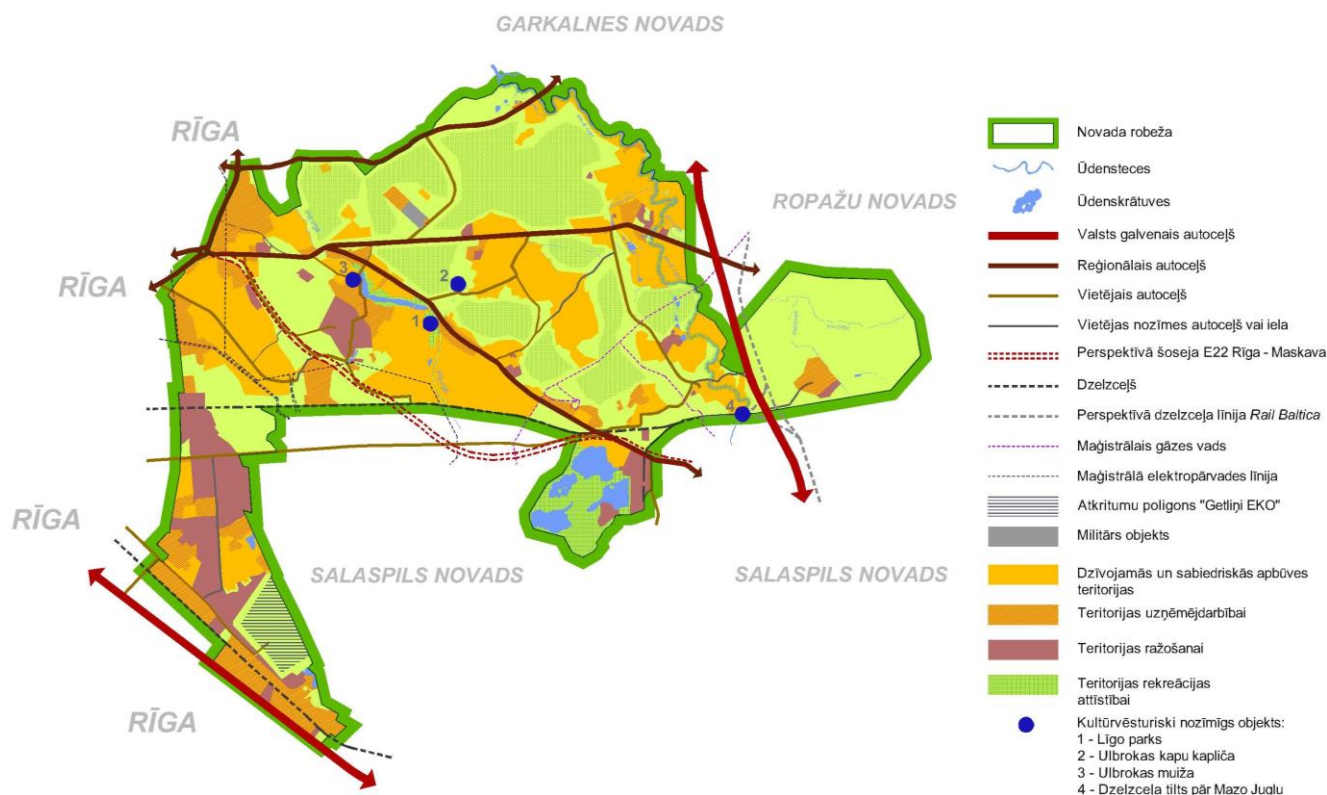 GARKALNES NOVADS
RĪGA
ROPAŽU NOVADS
RĪGA
3
2
1
4
RĪGA
SALASPILS NOVADS
SALASPILS NOVADS
RĪGA
Novada robeža
Ūdensteces
Ūdenskrātuves
Valsts galvenais autoceļš
Reģionālais autoceļš
Vietējais autoceļš
Vietējas nozīmes autoceļš vai iela
Perspektīvā šoseja E22 Rīga - Maskava
Dzelzceļš
Perspektīvā dzelzceļa līnija Rail Baltica
Maģistrālais gāzes vads
Maģistrālā elektropārvades līnija
Atkritumu poligons "Getliņi EKO"
Militārs objekts
Dzīvojamās un sabiedriskās apbūves
teritorijas
Teritorijas uzņēmējdarbībai
Teritorijas ražošanai
Teritorijas rekreācijas
attīstībai
Kultūrvēsturiski nozīmīgs objekts:
1 - Līgo parks
2 - Ulbrokas kapu kapliča
3 - Ulbrokas muiža
4 - Dzelzceļa tilts pār Mazo Juglu